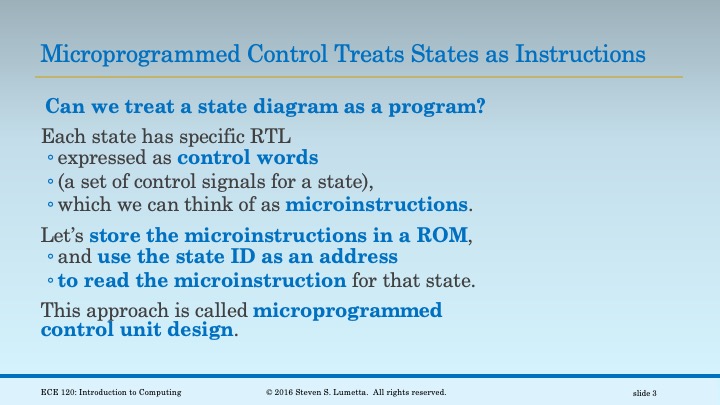 Microprogrammed Control Treats States as Instructions
Can we treat a state diagram as a program?
Each state has specific RTL
◦ expressed as control words
◦ (a set of control signals for a state),
◦ which we can think of as microinstructions.
Let’s store the microinstructions in a ROM,
◦ and use the state ID as an address
◦ to read the microinstruction for that state.
This approach is called microprogrammed
control unit design.
ECE 120: Introduction to Computing
© 2016 Steven S. Lumetta. All rights reserved.
slide 3